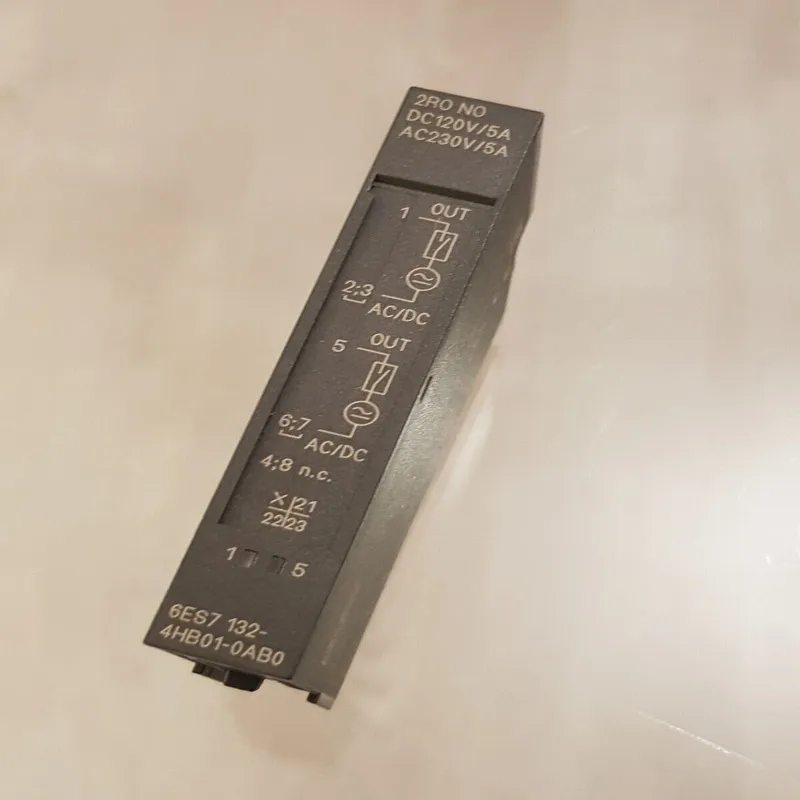 2RO NO
DC120V/5A
AC230V/5A
1 OUT
2;3 AC/DC
5 OUT
6;7 AC/DC
4;8 n.c.
X 21
22 23
1 5
6ES7 132-
4HB01-0AB0